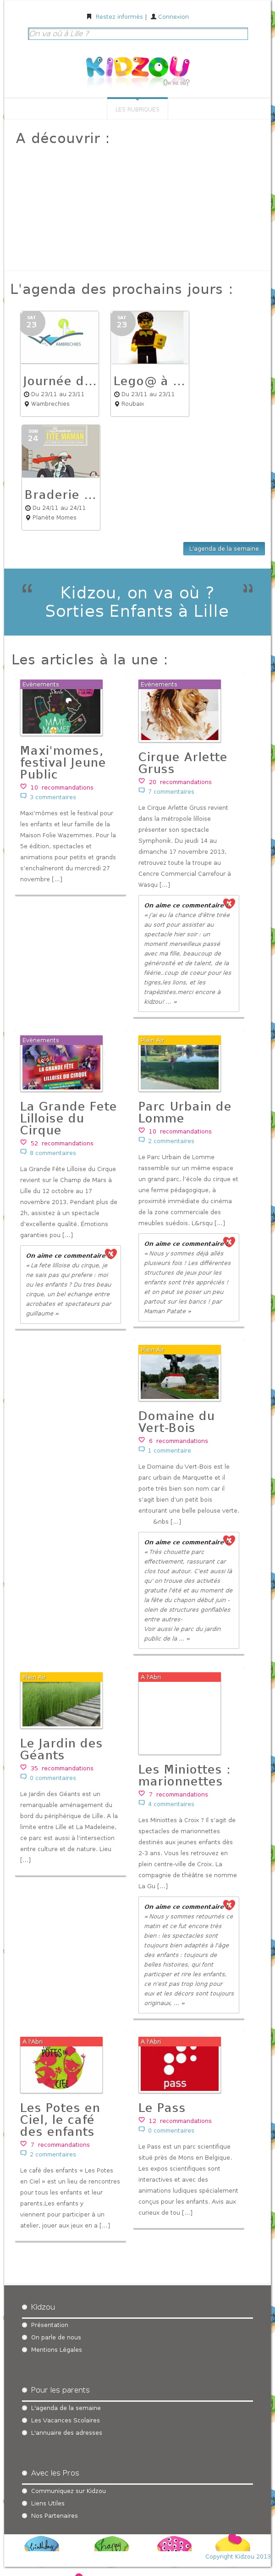 Restez informés | Connexion
On va où à Lille ?
KIDZOU
On va où?
LES RUBRIQUES
A découvrir :
L'agenda des prochains jours :
SAT
23
WAMBRECHIES
Journée d...
Du 23/11 au 23/11
Wambrechies
SAT
23
Lego@ à ...
Du 23/11 au 23/11
Roubaix
SUN
24
TITE MAMAN
Braderie ...
Du 24/11 au 24/11
Planète Momes
L'agenda de la semaine
“ Kidzou, on va où ? ”
Sorties Enfants à Lille
Les articles à la une :
Evènements
Maxi'momes,
festival Jeune
Public
10 recommandations
3 commentaires
Maxi'mômes est le festival pour
les enfants et leur famille de la
Maison Folie Wazemmes. Pour la
5e édition, spectacles et
animations pour petits et grands
s'enchaîneront du mercredi 27
novembre [...]
Evènements
Cirque Arlette
Gruss
20 recommandations
7 commentaires
Le Cirque Arlette Gruss revient
dans la métropole lilloise
présenter son spectacle
Symphonik. Du jeudi 14 au
dimanche 17 novembre 2013,
retrouvez toute la troupe au
Cencre Commercial Carrefour à
Wasqu [...]
On aime ce commentaire
« j'ai eu la chance d'être tirée
au sort pour assister au
spectacle hier soir : un
moment merveilleux passé
avec ma fille, beaucoup de
générosité et de talent, de la
féérie..coup de coeur pour les
tigres,les lions, et les
trapézistes.merci encore à
kidzou! ... »
Evènements
LA GRANDE FÊTE
LILLOISE DU CIRQUE
La Grande Fete
Lilloise du
Cirque
52 recommandations
8 commentaires
La Grande Fête Lilloise du Cirque
revient sur le Champ de Mars à
Lille du 12 octobre au 17
novembre 2013. Pendant plus de
2h, assistez à un spectacle
d'excellente qualité. Émotions
garanties pou [...]
On aime ce commentaire
« La fete lilloise du cirque, je
ne sais pas qui prefere : moi
ou les enfants ? Du tres beau
cirque, un bel echange entre
acrobates et spectateurs par
guillaume »
Plein Air
Parc Urbain de
Lomme
10 recommandations
2 commentaires
Le Parc Urbain de Lomme
rassemble sur un même espace
un grand parc, l'école du cirque et
une ferme pédagogique, à
proximité immédiate du cinéma
de la zone commerciale des
meubles suédois. L&rsqu [...]
On aime ce commentaire
« Nous y sommes déjà allés
plusieurs fois ! Les différentes
structures de jeux pour les
enfants sont très appréciés !
et on peut se poser un peu
partout sur les bancs ! par
Maman Patate »
Plein Air
Domaine du
Vert-Bois
6 recommandations
1 commentaire
Le Domaine du Vert-Bois est le
parc urbain de Marquette et il
porte très bien son nom car il
s'agit bien d'un petit bois
entourant une belle pelouse verte.
&nbs [...]
On aime ce commentaire
« Très chouette parc
effectivement, rassurant car
clos tout autour. C'est aussi là
qu' on trouve des activités
gratuite l'été et au moment de
la fête du chapon début juin -
olein de structures gonflables
entre autres-
Voir aussi le parc du jardin
public de la ... »
Plein Air
Le Jardin des
Géants
35 recommandations
0 commentaires
Le Jardin des Géants est un
remarquable aménagement du
bord du périphérique de Lille. A la
limite entre Lille et La Madeleine,
ce parc est aussi à l'intersection
entre culture et de nature. Lieu
[...]
A l'Abri
Les Miniottes :
marionnettes
7 recommandations
4 commentaires
Les Miniottes à Croix ? Il s'agit de
spectacles de marionnettes
destinés aux jeunes enfants dès
2-3 ans. Vous les retrouvez en
plein centre-ville de Croix. La
compagnie de théâtre se nomme
La Gu [...]
On aime ce commentaire
« Nous y sommes retournés ce
matin et ce fut encore très
bien : les spectacles sont
toujours bien adaptés à l'âge
des enfants : toujours de
belles histoires, qui font
participer et rire les enfants,
ce n'est pas trop long pour
eux et les décors sont toujours
originaux, ... »
A l'Abri
PÔTES
CIEL
Les Potes en
Ciel, le café
des enfants
7 recommandations
2 commentaires
Le café des enfants « Les Potes
en Ciel » est un lieu de rencontres
pour tous les enfants et leur
parents.Les enfants y
viennent pour participer à un
atelier, jouer aux jeux en a [...]
A l'Abri
pass
Le Pass
12 recommandations
0 commentaires
Le Pass est un parc scientifique
situé près de Mons en Belgique.
Les expos scientifiques sont
interactives et avec des
animations ludiques spécialement
conçus pour les enfants. Avis aux
curieux de tou [...]
Kidzou
Présentation
On parle de nous
Mentions Légales
Pour les parents
L'agenda de la semaine
Les Vacances Scolaires
L'annuaire des adresses
Avec les Pros
Communiquez sur Kidzou
Liens Utiles
Nos Partenaires
birthday
happy
Copyright Kidzou 2013